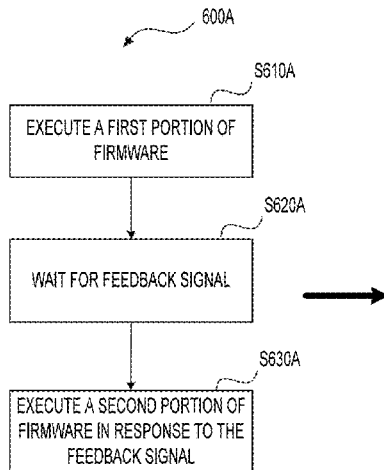 600A
S610A
EXECUTE A FIRST PORTION OF
FIRMWARE
S620A
WAIT FOR FEEDBACK SIGNAL
S630A
EXECUTE A SECOND PORTION OF
FIRMWARE IN RESPONSE TO THE
FEEDBACK SIGNAL